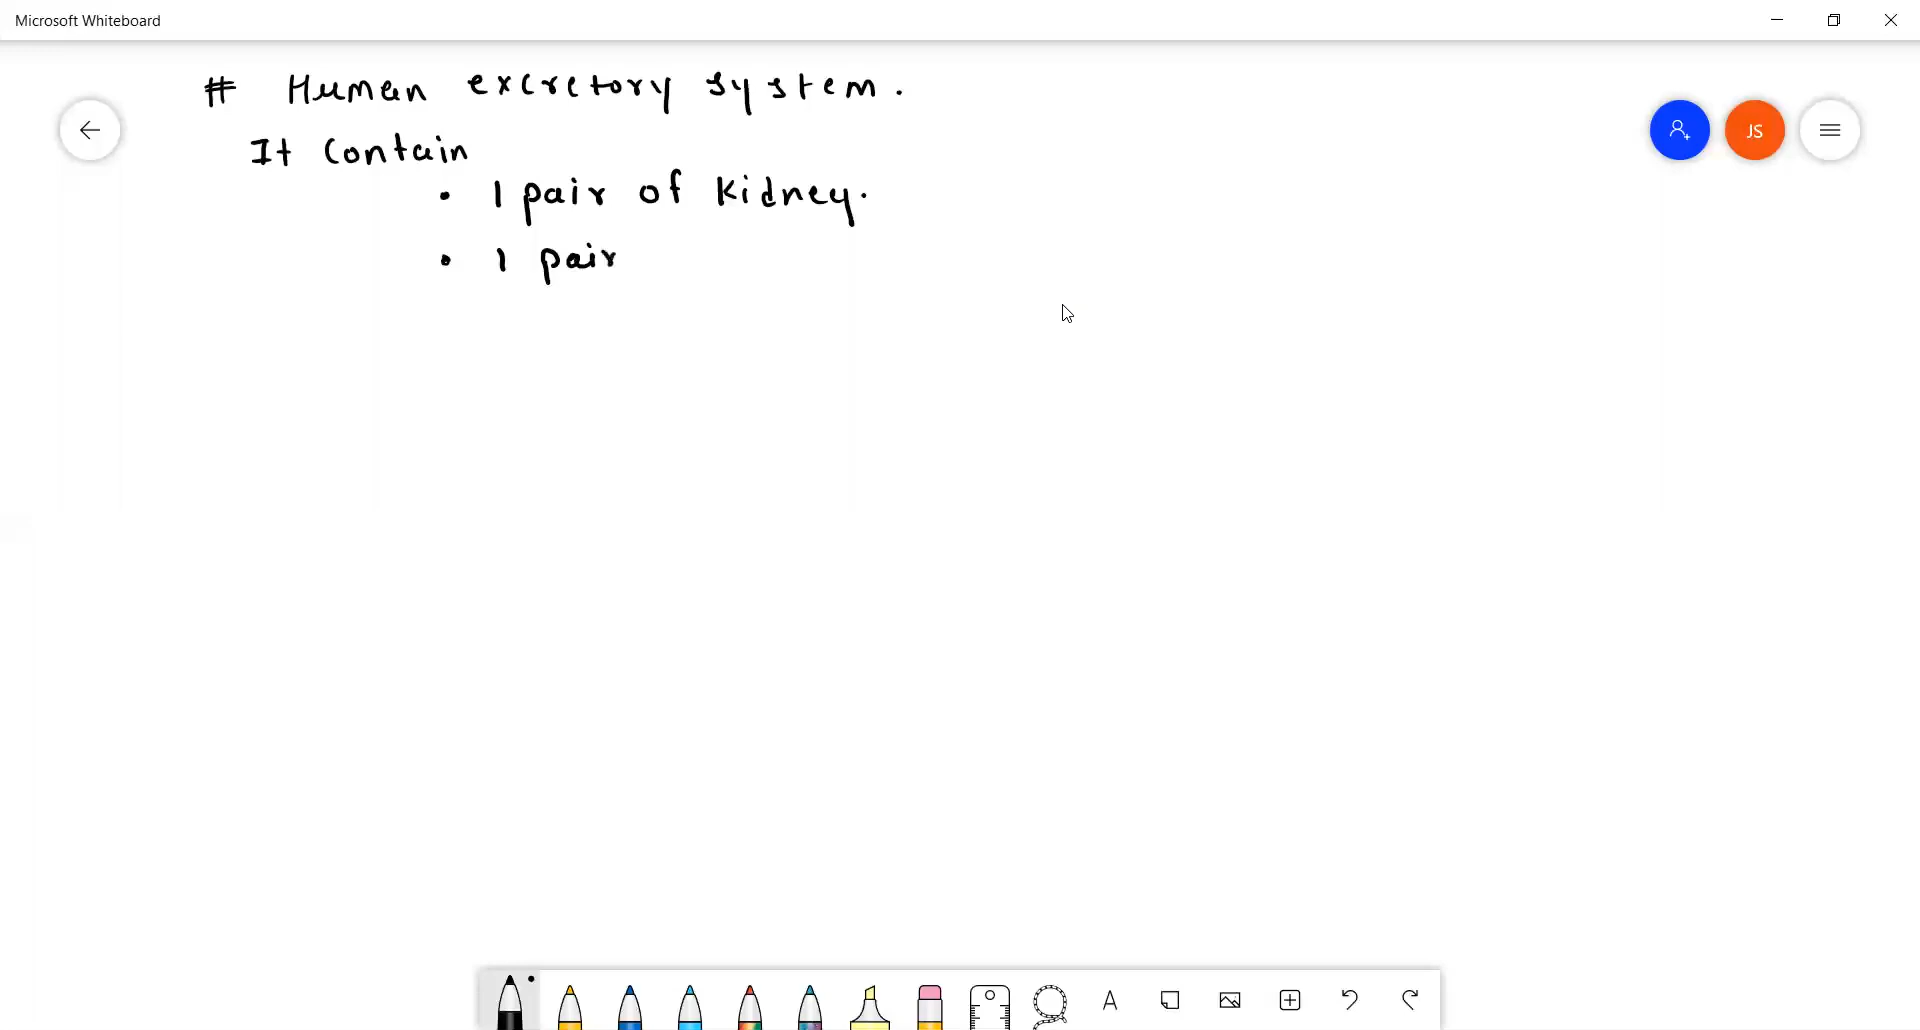 Microsoft Whiteboard
# Human excretory system.
JS
It contain
• 1 pair of kidney.
• 1 pair
A